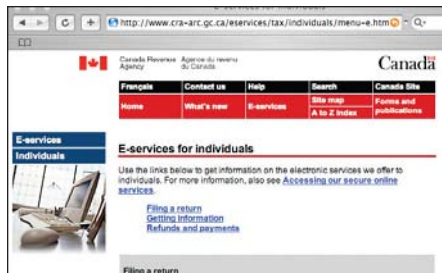 http://www.cra-arc.gc.ca/eservices/tax/individuals/menu-e.htm
Q-
Canada Revenue Agence du revenu
Agency du Canada
Canada
Français Contact us Help Search Canada Site
Home What's new E-services Site map Forms and
A to Z Index publications
E-services
Individuals
E-services for individuals
Use the links below to get information on the electronic services we offer to
individuals. For more information, also see Accessing our secure online
services.
Filing a return
Getting information
Refunds and payments
Filing a return